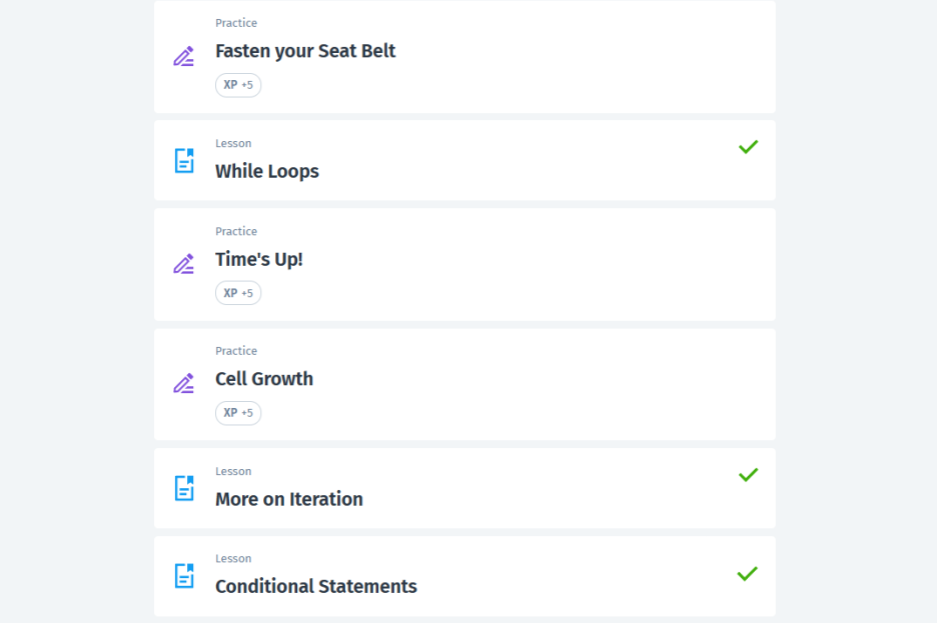 Practice
Fasten your Seat Belt
XP +5
Lesson
While Loops
Practice
Time's Up!
XP +5
Practice
Cell Growth
XP +5
Lesson
More on Iteration
Lesson
Conditional Statements